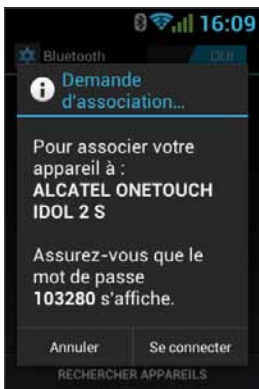 16:09
Bluetooth
OUI
Demande
d'association...
Pour associer votre
appareil à :
ALCATEL ONETOUCH
IDOL 2 S
Assurez-vous que le
mot de passe
103280 s'affiche.
Annuler
Se connecter
RECHERCHER APPAREILS